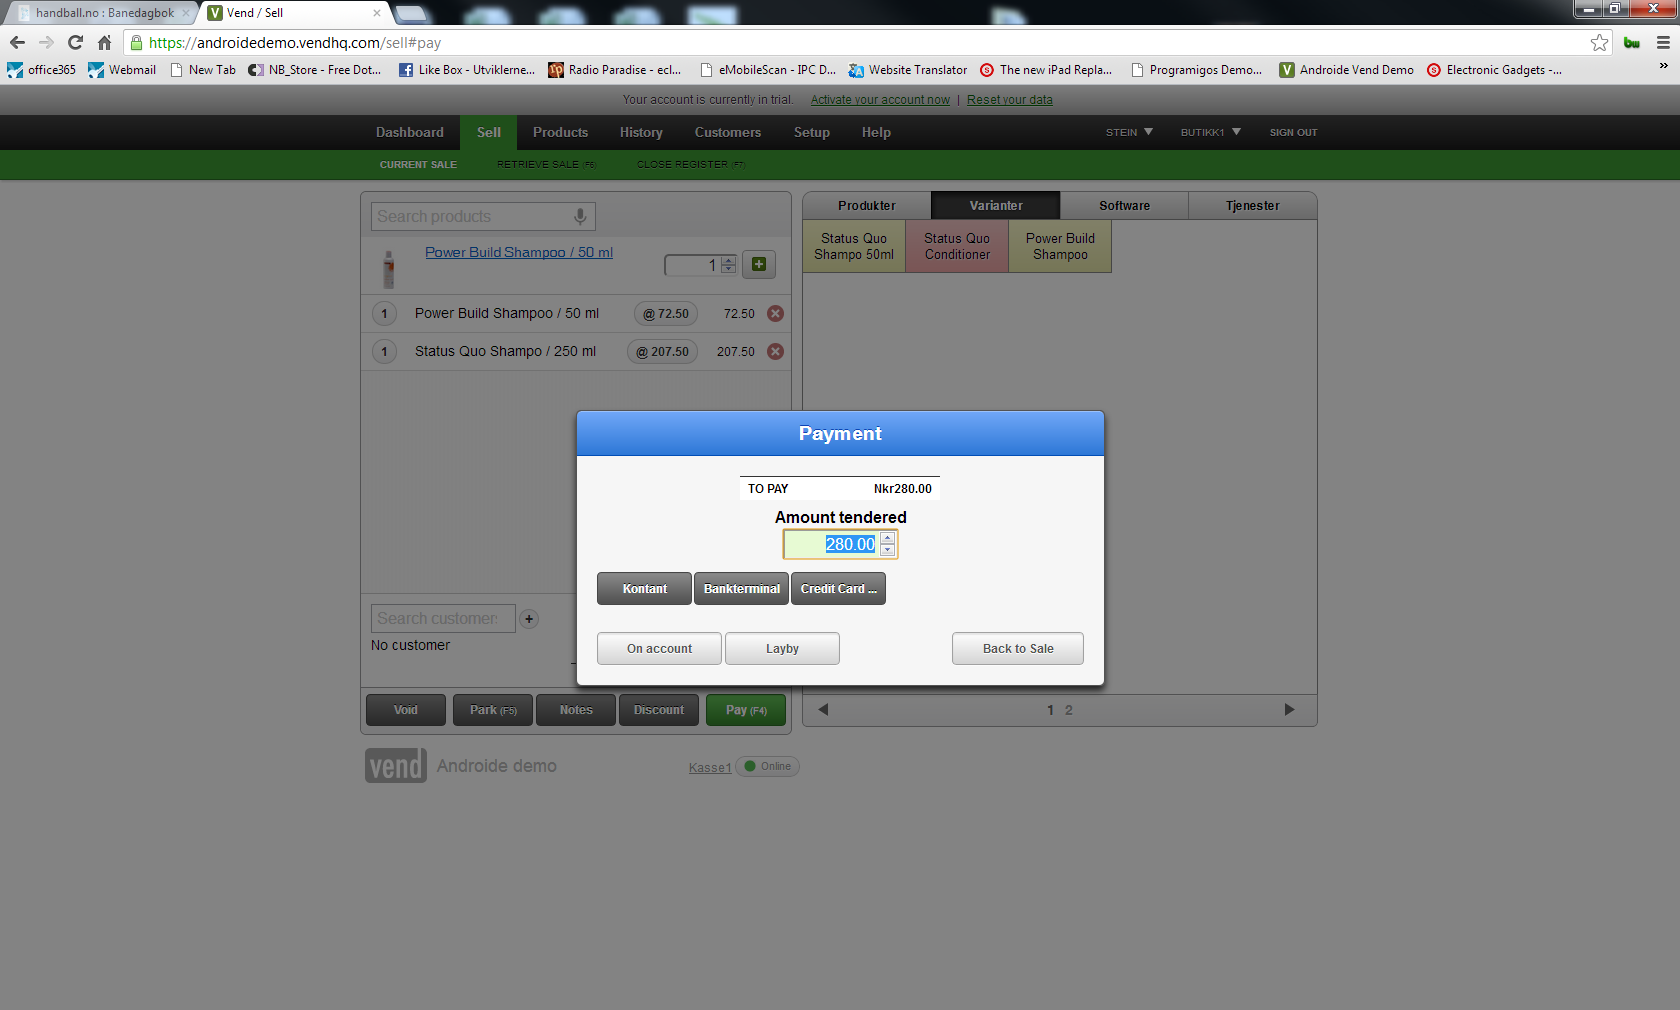 handball.no : Banedagbok
Vend / Sell
https://androidedemo.vendhq.com/sell#pay
office365 Webmail New Tab NB_Store - Free Dot... Like Box - Utviklerne... Radio Paradise - ecl... eMobileScan - IPC D... Website Translator The new iPad Repla... Programigos Demo... Androide Vend Demo Electronic Gadgets -... »
Your account is currently in trial. Activate your account now | Reset your data
Dashboard Sell Products History Customers Setup Help STEIN BUTIKK1 SIGN OUT
CURRENT SALE RETRIEVE SALE (F6) CLOSE REGISTER (F7)
Search products
Power Build Shampoo / 50 ml 1
1 Power Build Shampoo / 50 ml @ 72.50 72.50
1 Status Quo Shampo / 250 ml @ 207.50 207.50
Produkter Varianter Software Tjenester
Status Quo Shampo 50ml
Status Quo Conditioner
Power Build Shampoo
Payment
TO PAY Nkr280.00
Amount tendered
280.00
Kontant Bankterminal Credit Card ...
On account Layby Back to Sale
Search customer +
No customer
Void Park (F5) Notes Discount Pay (F4)
1 2
vend Androide demo Kasse1 Online